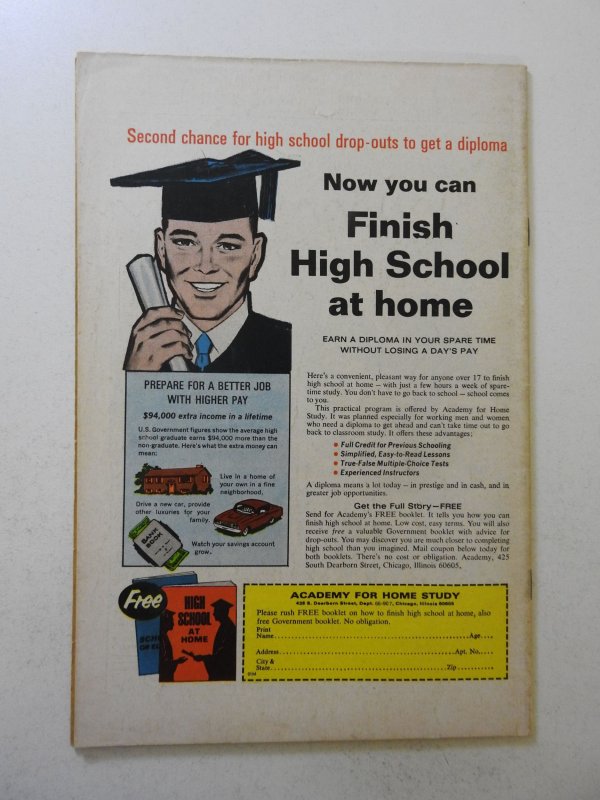 Second chance for high school drop-outs to get a diploma
Now you can
Finish
High School
at home
EARN A DIPLOMA IN YOUR SPARE TIME
WITHOUT LOSING A DAY'S PAY
Here's a convenient, pleasant way for anyone over 17 to finish
high school at home — with just a few hours a week of spare-
time study. You don't have to go back to school — school comes
to you.
This practical program is offered by Academy for Home
Study. It was planned especially for working men and women
who need a diploma to get ahead and can't take time out to go
back to classroom study. It offers these advantages:
• Full Credit for Previous Schooling
• Simplified, Easy-to-Read Lessons
• True-False Multiple-Choice Tests
• Experienced Instructors
A diploma means a lot today — in prestige and in cash, and in
greater job opportunities.
Get the Full Story—FREE
Send for Academy's FREE booklet. It tells you how you can
finish high school at home. Low cost, easy terms. You will also
receive free a valuable Government booklet with advice for
drop-outs. You may discover you are much closer to completing
high school than you imagined. Mail coupon below today for
both booklets. There's no cost or obligation. Academy, 425
South Dearborn Street, Chicago, Illinois 60605.
PREPARE FOR A BETTER JOB
WITH HIGHER PAY
$94,000 extra income in a lifetime
U.S. Government figures show the average high
school graduate earns $94,000 more than the
non-graduate. Here's what the extra money can
mean:
Live in a home of
your own in a fine
neighborhood.
Drive a new car, provide
other luxuries for your
family.
BANK
BOOK
Watch your savings account
grow.
Free
HIGH
SCHOOL
AT
HOME
ACADEMY FOR HOME STUDY
Dearborn Street, Dept. Chicago, Illinois 60605
Please rush FREE booklet on how to finish high school at home, also
free Government booklet. No obligation.
Print
Name Age
Address Apt. No.
City &
State Zip